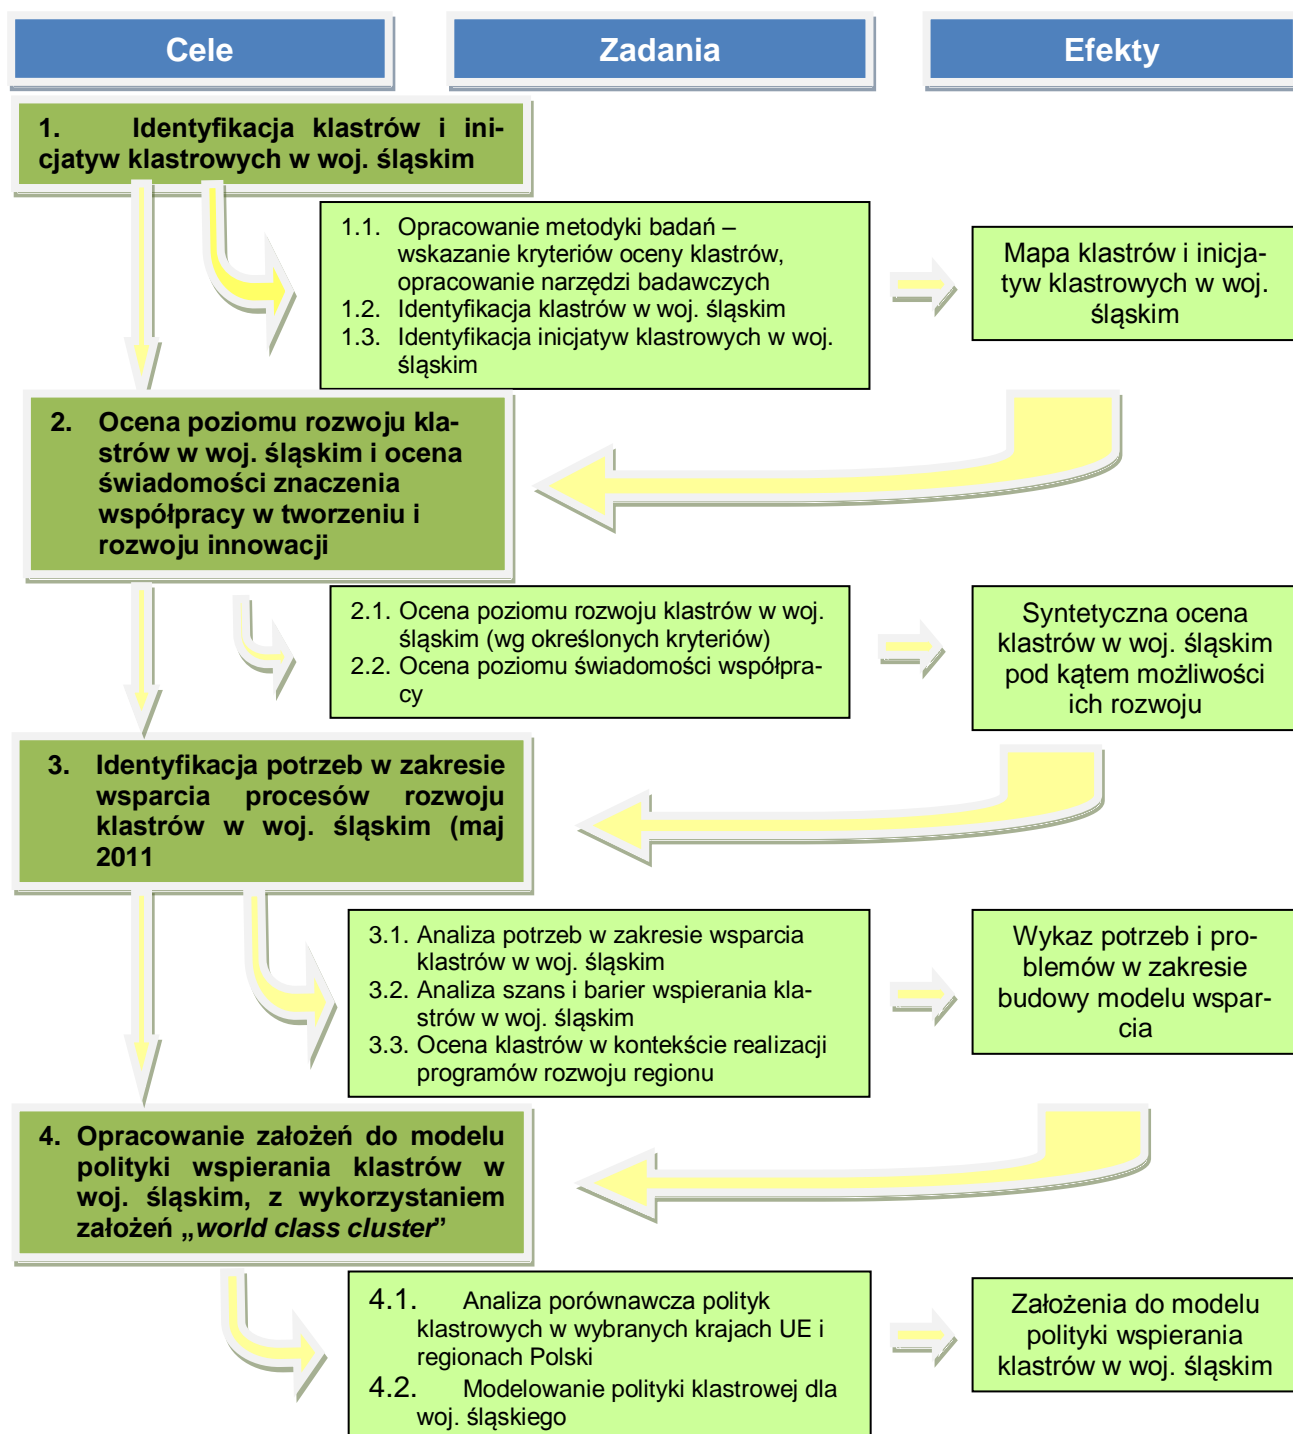 Cele
Zadania
Efekty
1. Identyfikacja klastrów i ini-
cjatyw klastrowych w woj. śląskim
1.1. Opracowanie metodyki badań –
wskazanie kryteriów oceny klastrów,
opracowanie narzędzi badawczych
1.2. Identyfikacja klastrów w woj. śląskim
1.3. Identyfikacja inicjatyw klastrowych w woj.
śląskim
Mapa klastrów i inicja-
tyw klastrowych w woj.
śląskim
2. Ocena poziomu rozwoju kla-
strów w woj. śląskim i ocena
świadomości znaczenia
współpracy w tworzeniu i
rozwoju innowacji
2.1. Ocena poziomu rozwoju klastrów w woj.
śląskim (wg określonych kryteriów)
2.2. Ocena poziomu świadomości współpra-
cy
Syntetyczna ocena
klastrów w woj. śląskim
pod kątem możliwości
ich rozwoju
3. Identyfikacja potrzeb w zakresie
wsparcia procesów rozwoju
klastrów w woj. śląskim (maj
2011
3.1. Analiza potrzeb w zakresie wsparcia
klastrów w woj. śląskim
3.2. Analiza szans i barier wspierania kla-
strów w woj. śląskim
3.3. Ocena klastrów w kontekście realizacji
programów rozwoju regionu
Wykaz potrzeb i pro-
blemów w zakresie
budowy modelu wspar-
cia
4. Opracowanie założeń do modelu
polityki wspierania klastrów w
woj. śląskim, z wykorzystaniem
założeń „world class cluster”
4.1. Analiza porównawcza polityk
klastrowych w wybranych krajach UE i
regionach Polski
4.2. Modelowanie polityki klastrowej dla
woj. śląskiego
Założenia do modelu
polityki wspierania
klastrów w woj. śląskim